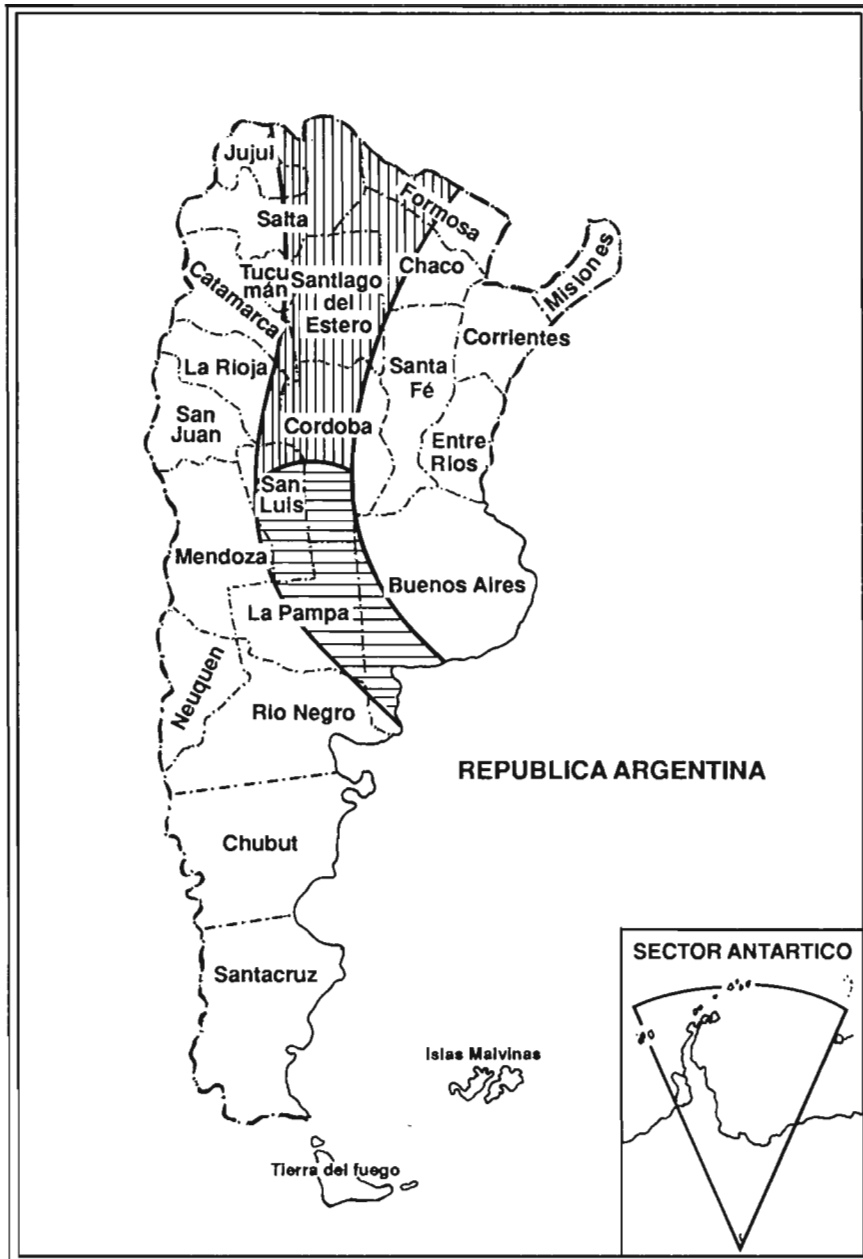 Jujul
Formosa
Salta
Misiones
Tucu
mán
Santlago
del
Estero
Chaco
Catamarca
Corrientes
La Rioja
Santa
Fé
San
Juan
Cordoba
Entre
Rios
San
Luis
Mendoza
Buenos Aires
La Pampa
Neuquen
Rio Negro
REPUBLICA ARGENTINA
Chubut
SECTOR ANTARTICO
Santacruz
Islas Malvinas
Tierra del fuego